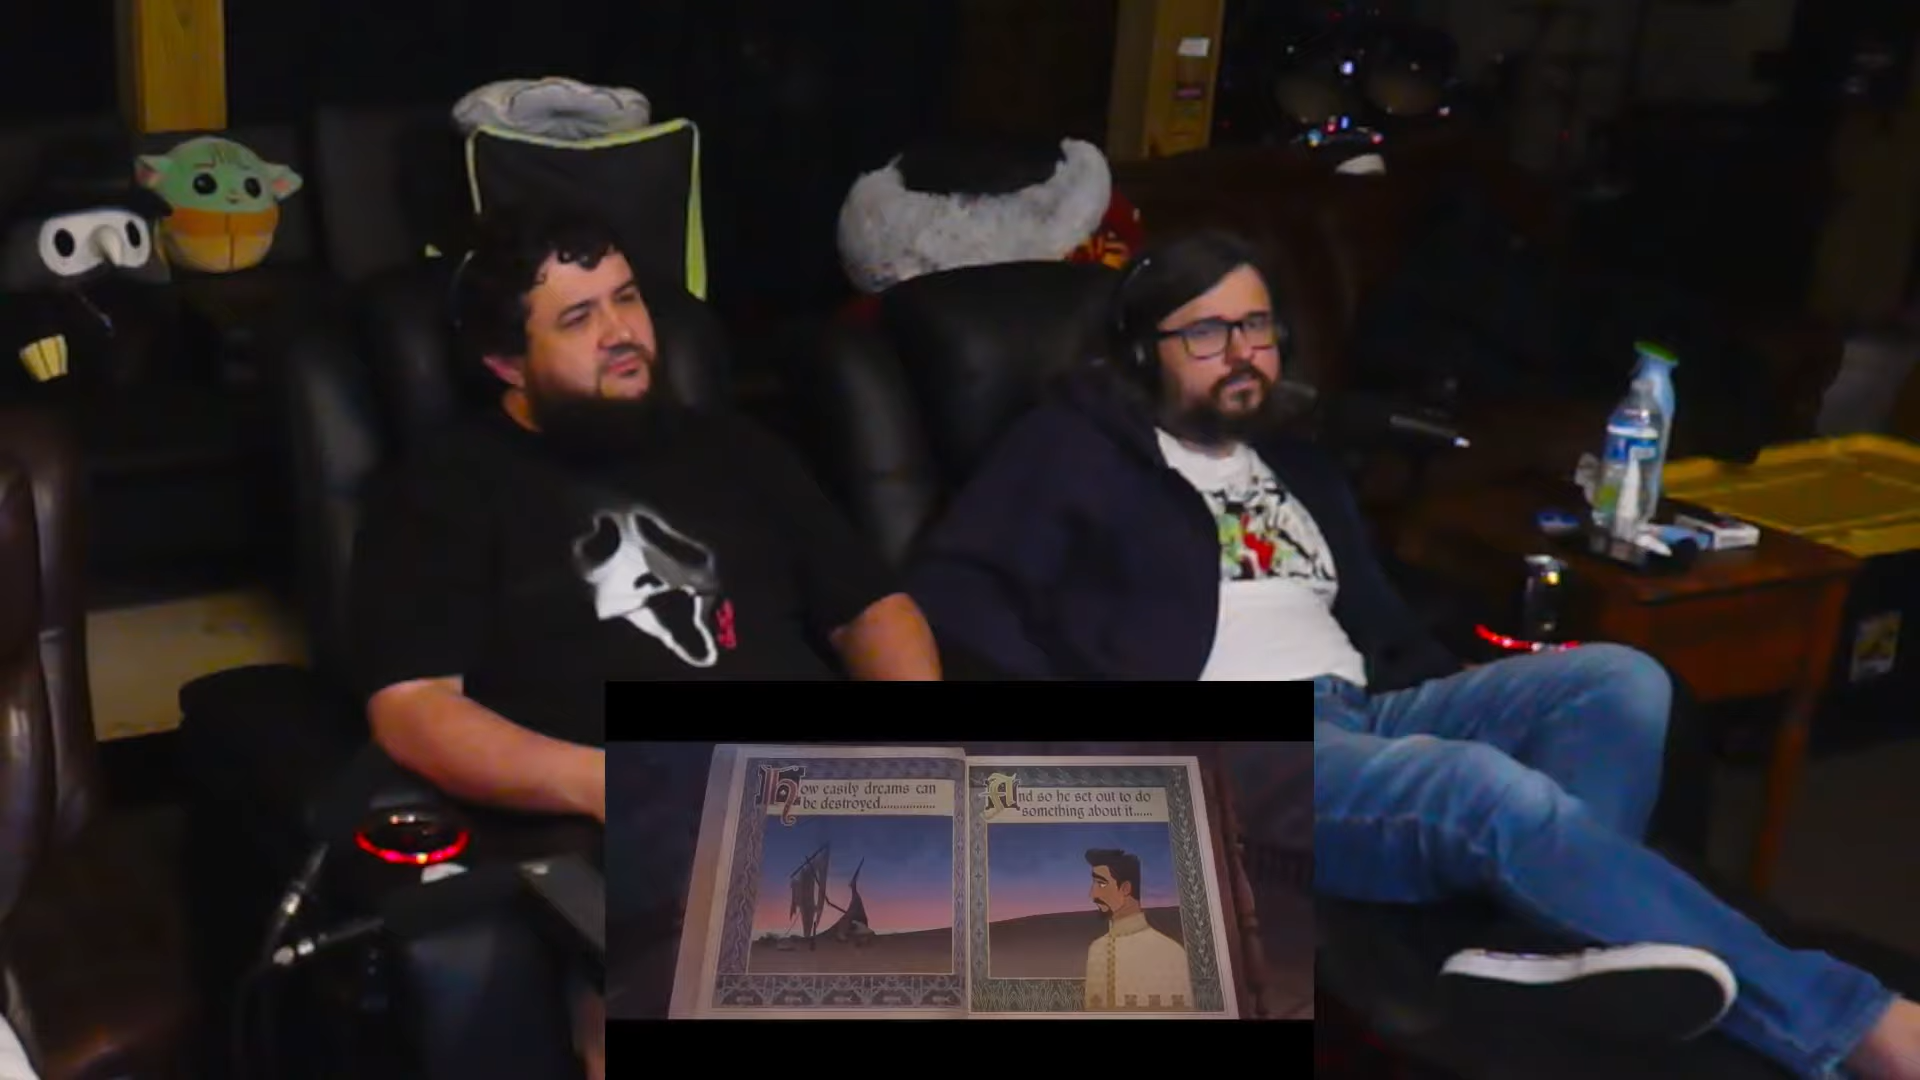 How easily dreams can
be destroyed................
And so he set out to do
something about it......